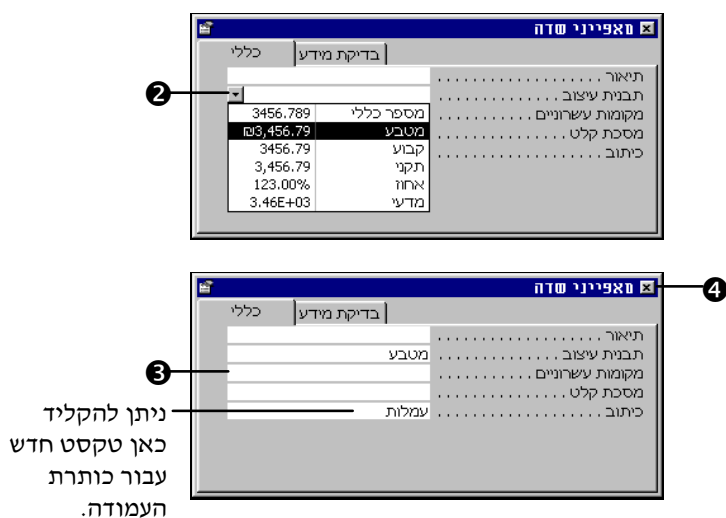 מאפייני שדה
כללי בדיקת מידע
תיאור . . . . . . . . . . . . . . . . . . .
❷
תבנית עיצוב . . . . . . . . . . . . . .
מקומות עשרוניים . . . . . . . . . . .
מסכת קלט . . . . . . . . . . . . . . .
כיתוב . . . . . . . . . . . . . . . . . .
מספר כללי 3456.789
מטבע ₪3,456.79
קבוע 3456.79
תקני 3,456.79
אחוז 123.00%
מדעי 3.46E+03
❹
מאפייני שדה
כללי בדיקת מידע
תיאור . . . . . . . . . . . . . . . . . . .
תבנית עיצוב . . . . . . . . . . . . . . מטבע
❸
מקומות עשרוניים . . . . . . . . . . .
מסכת קלט . . . . . . . . . . . . . . .
כיתוב . . . . . . . . . . . . . . . . . . עמלות
ניתן להקליד
כאן טקסט חדש
עבור כותרת
העמודה.